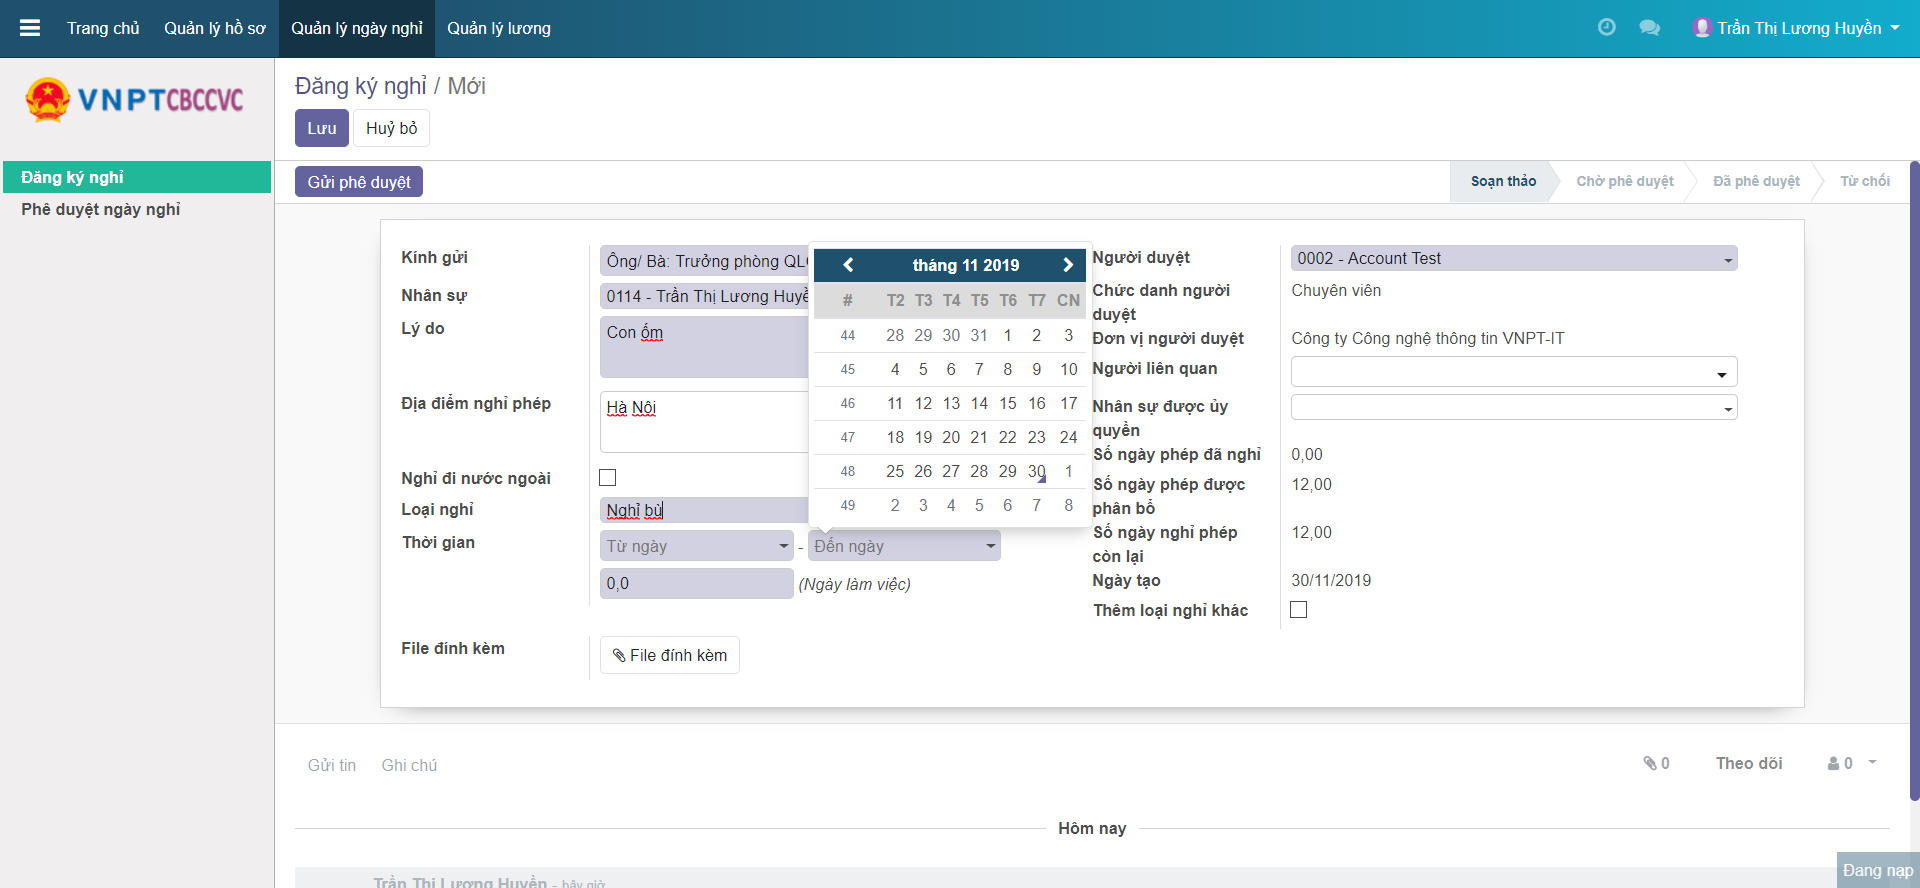 Trang chủ Quản lý hồ sơ Quản lý ngày nghỉ Quản lý lương Trần Thị Lương Huyền
VNPTCBCCVC
Đăng ký nghỉ
Phê duyệt ngày nghỉ
Đăng ký nghỉ / Mới
Lưu Huỷ bỏ
Gửi phê duyệt
Soạn thảo Chờ phê duyệt Đã phê duyệt Từ chối
Kính gửi Ông/ Bà: Trưởng phòng
Nhân sự 0114 - Trần Thị Lương
Lý do Con ốm
Địa điểm nghỉ phép Hà Nôi
Nghỉ đi nước ngoài
Loại nghỉ Nghỉ bù
Thời gian Từ ngày - Đến ngày
0,0 (Ngày làm việc)
File đính kèm File đính kèm
tháng 11 2019
# T2 T3 T4 T5 T6 T7 CN
44 28 29 30 31 1 2 3
45 4 5 6 7 8 9 10
46 11 12 13 14 15 16 17
47 18 19 20 21 22 23 24
48 25 26 27 28 29 30 1
49 2 3 4 5 6 7 8
Người duyệt 0002 - Account Test
Chức danh người duyệt Chuyên viên
Đơn vị người duyệt Công ty Công nghệ thông tin VNPT-IT
Người liên quan
Nhân sự được ủy quyền
Số ngày phép đã nghỉ 0,00
Số ngày phép được phân bổ 12,00
Số ngày nghỉ phép còn lại 12,00
Ngày tạo 30/11/2019
Thêm loại nghỉ khác
Gửi tin Ghi chú 0 Theo dõi 0
Hôm nay
Trần Thị Lương Huyền - bây giờ
Đang nạp